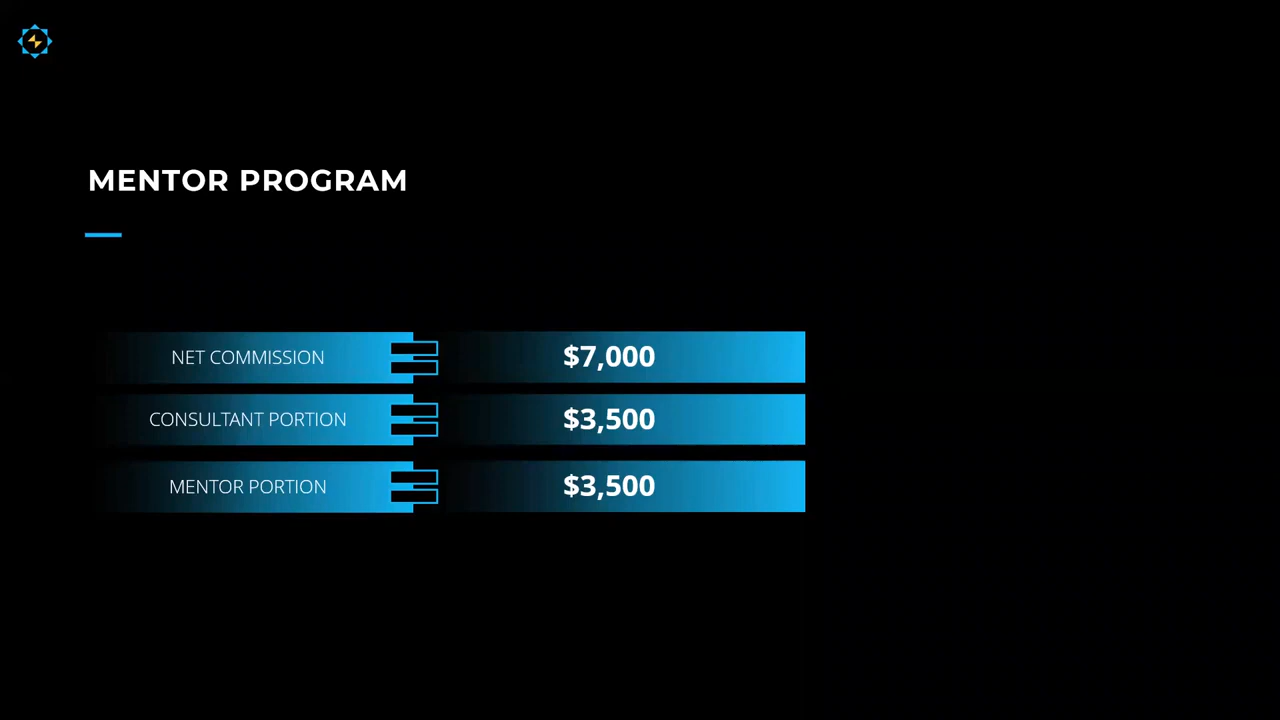 MENTOR PROGRAM
NET COMMISSION $7,000
CONSULTANT PORTION $3,500
MENTOR PORTION $3,500